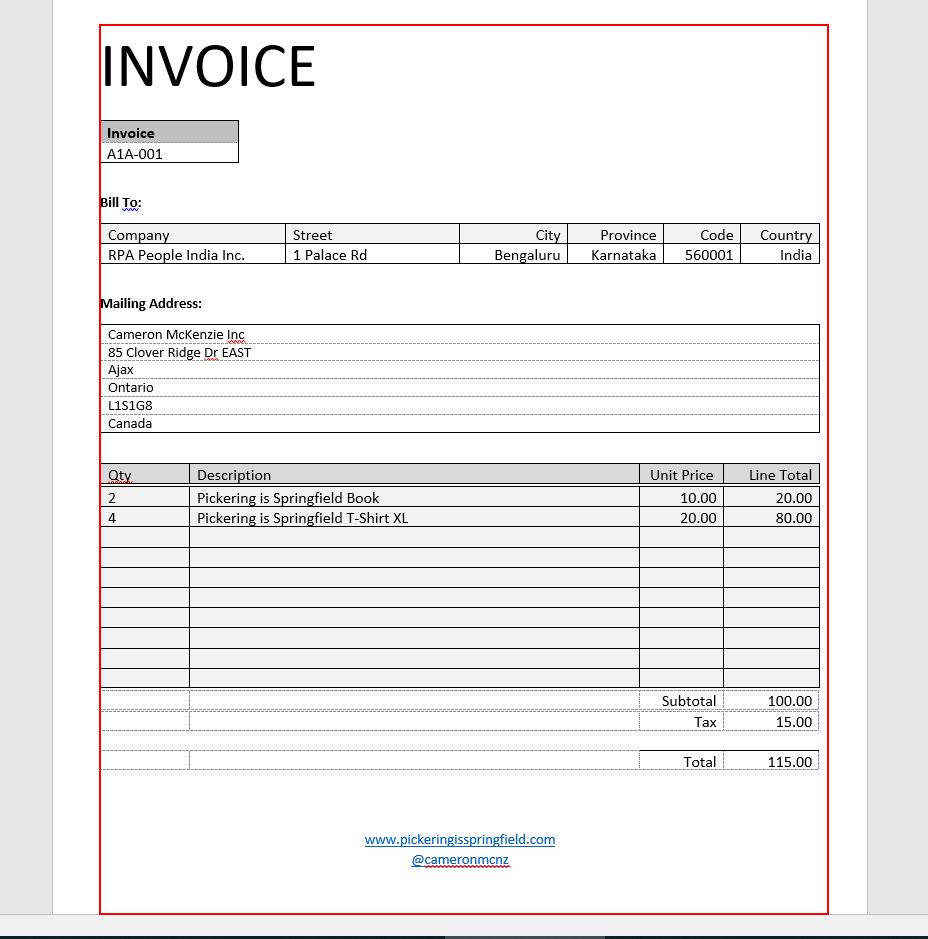 INVOICE
Invoice
A1A-001
Bill To:
Company Street City Province Code Country
RPA People India Inc. 1 Palace Rd Bengaluru Karnataka 560001 India
Mailing Address:
Cameron McKenzie Inc
85 Clover Ridge Dr EAST
Ajax
Ontario
L1S1G8
Canada
Qty Description Unit Price Line Total
2 Pickering is Springfield Book 10.00 20.00
4 Pickering is Springfield T-Shirt XL 20.00 80.00
Subtotal 100.00
Tax 15.00
Total 115.00
www.pickeringisspringfield.com
@cameronmcnz